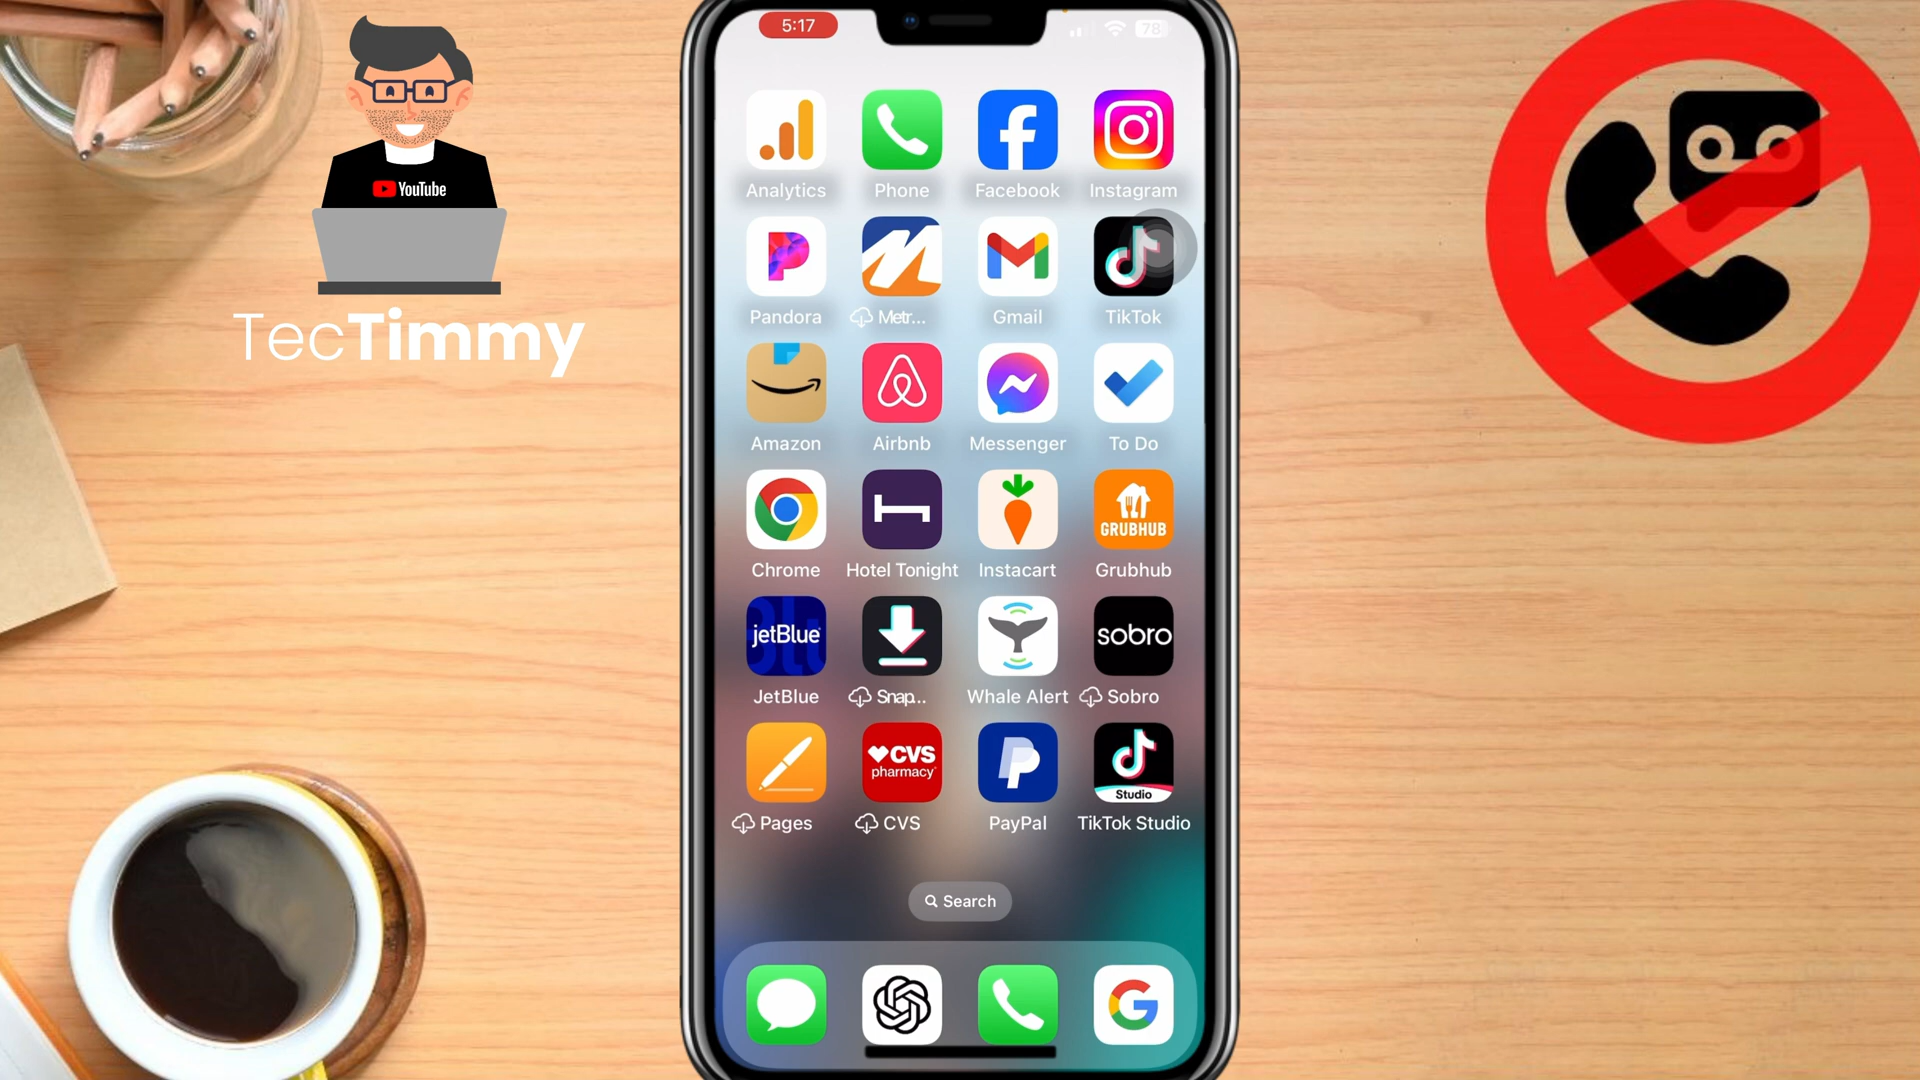 5:17
78
YouTube
TecTimmy
Analytics
Phone
Facebook
Instagram
Pandora
Metr...
Gmail
TikTok
Amazon
Airbnb
Messenger
To Do
GRUBHUB
Chrome
Hotel Tonight
Instacart
Grubhub
jetBlue
sobro
JetBlue
Snap...
Whale Alert
Sobro
CVS
pharmacy
Studio
Pages
CVS
PayPal
TikTok Studio
Search